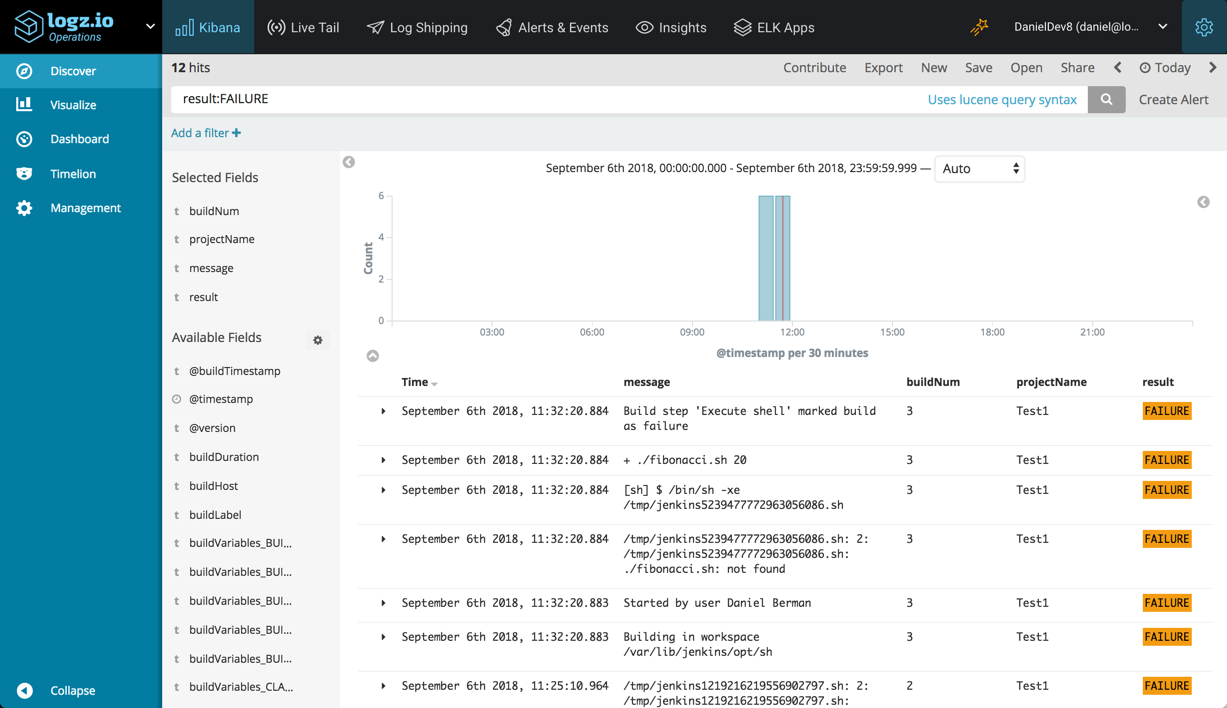 logz.io
Operations
Kibana
Live Tail
Log Shipping
Alerts & Events
Insights
ELK Apps
DanielDev8 (daniel@lo...
Discover
Visualize
Dashboard
Timelion
Management
Collapse
12 hits
Contribute Export New Save Open Share Today
result:FAILURE
Uses lucene query syntax
Create Alert
Add a filter +
Selected Fields
t buildNum
t projectName
t message
t result
Available Fields
t @buildTimestamp
@timestamp
t @version
t buildDuration
t buildHost
t buildLabel
t buildVariables_BUI...
t buildVariables_BUI...
t buildVariables_BUI...
t buildVariables_BUI...
t buildVariables_BUI...
t buildVariables_CLA...
September 6th 2018, 00:00:00.000 - September 6th 2018, 23:59:59.999 — Auto
Count
6
4
2
0
03:00 06:00 09:00 12:00 15:00 18:00 21:00
@timestamp per 30 minutes
Time message buildNum projectName result
September 6th 2018, 11:32:20.884 Build step 'Execute shell' marked build 3 Test1 FAILURE
as failure
September 6th 2018, 11:32:20.884 + ./fibonacci.sh 20 3 Test1 FAILURE
September 6th 2018, 11:32:20.884 [sh] $ /bin/sh -xe 3 Test1 FAILURE
/tmp/jenkins5239477772963056086.sh
September 6th 2018, 11:32:20.884 /tmp/jenkins5239477772963056086.sh: 2: 3 Test1 FAILURE
/tmp/jenkins5239477772963056086.sh:
./fibonacci.sh: not found
September 6th 2018, 11:32:20.883 Started by user Daniel Berman 3 Test1 FAILURE
September 6th 2018, 11:32:20.883 Building in workspace 3 Test1 FAILURE
/var/lib/jenkins/opt/sh
September 6th 2018, 11:25:10.964 /tmp/jenkins1219216219556902797.sh: 2: 2 Test1 FAILURE
/tmp/jenkins1219216219556902797.sh: